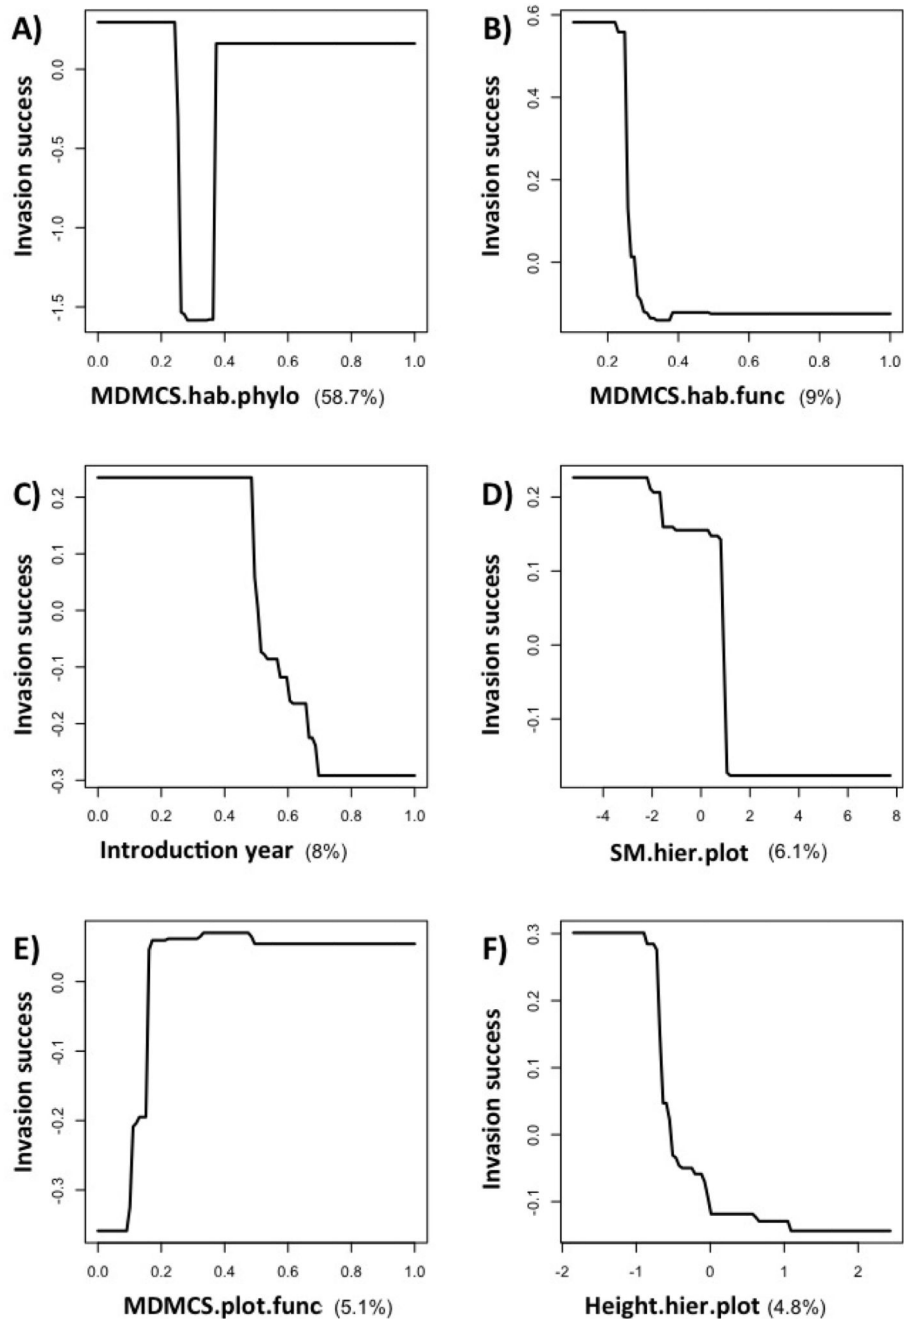 A)
Invasion success
0.0
-0.5
-1.0
-1.5
0.0 0.2 0.4 0.6 0.8 1.0
MDMCS.hab.phylo (58.7%)
B)
Invasion success
0.6
0.4
0.2
0.0
0.2 0.4 0.6 0.8 1.0
MDMCS.hab.func (9%)
C)
Invasion success
0.2
0.1
0.0
-0.1
-0.2
-0.3
0.0 0.2 0.4 0.6 0.8 1.0
Introduction year (8%)
D)
Invasion success
0.2
0.1
0.0
-0.1
-4 -2 0 2 4 6 8
SM.hier.plot (6.1%)
E)
Invasion success
0.0
-0.1
-0.2
-0.3
0.0 0.2 0.4 0.6 0.8 1.0
MDMCS.plot.func (5.1%)
F)
Invasion success
0.3
0.2
0.1
0.0
-0.1
-2 -1 0 1 2
Height.hier.plot (4.8%)